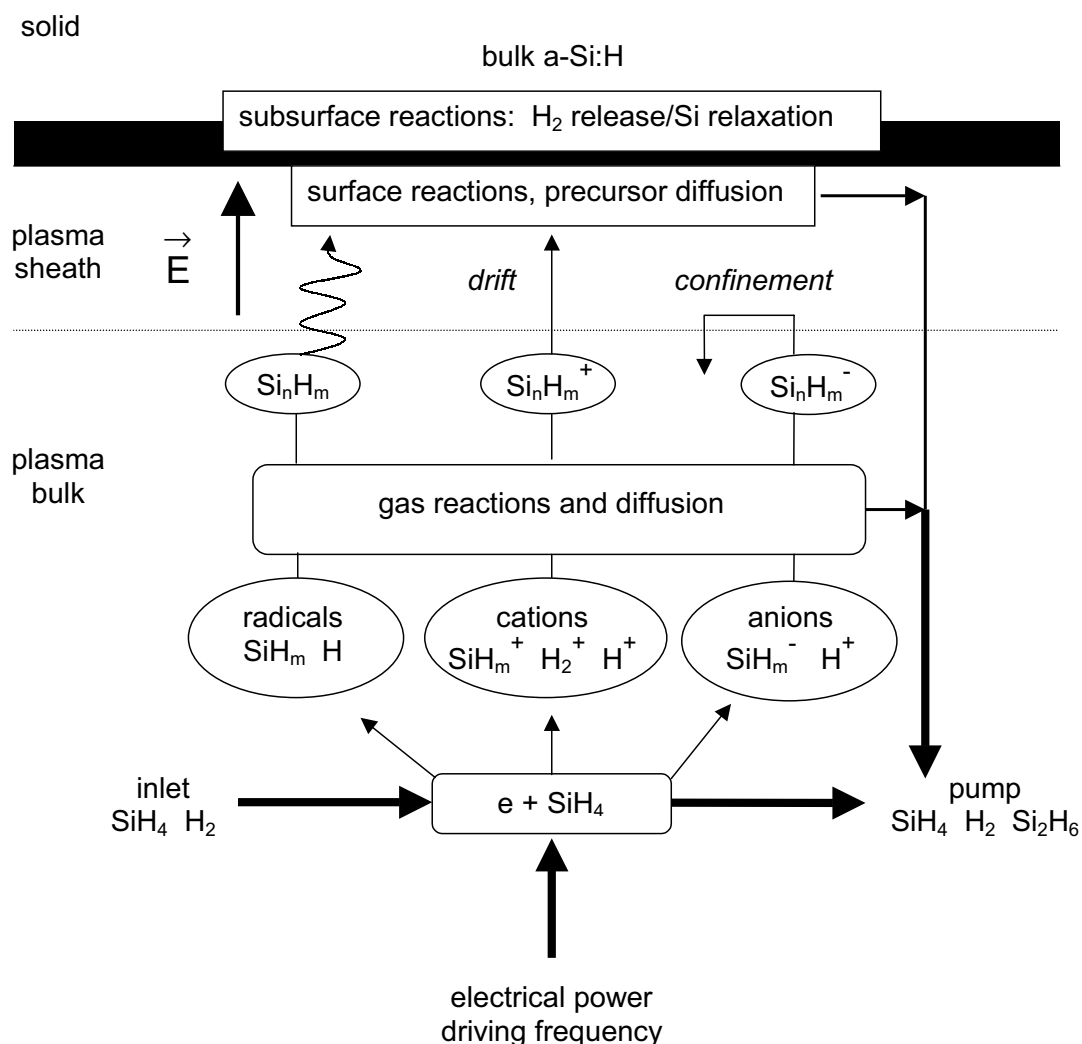 solid
bulk a-Si:H
subsurface reactions: H₂ release/Si relaxation
surface reactions, precursor diffusion
plasma
sheath
→
E
drift
confinement
SiₙHₘ
SiₙHₘ⁺
SiₙHₘ⁻
plasma
bulk
gas reactions and diffusion
radicals
SiHₘ H
cations
SiHₘ⁺ H₂⁺ H⁺
anions
SiHₘ⁻ H⁺
inlet
SiH₄ H₂
e + SiH₄
pump
SiH₄ H₂ Si₂H₆
electrical power
driving frequency